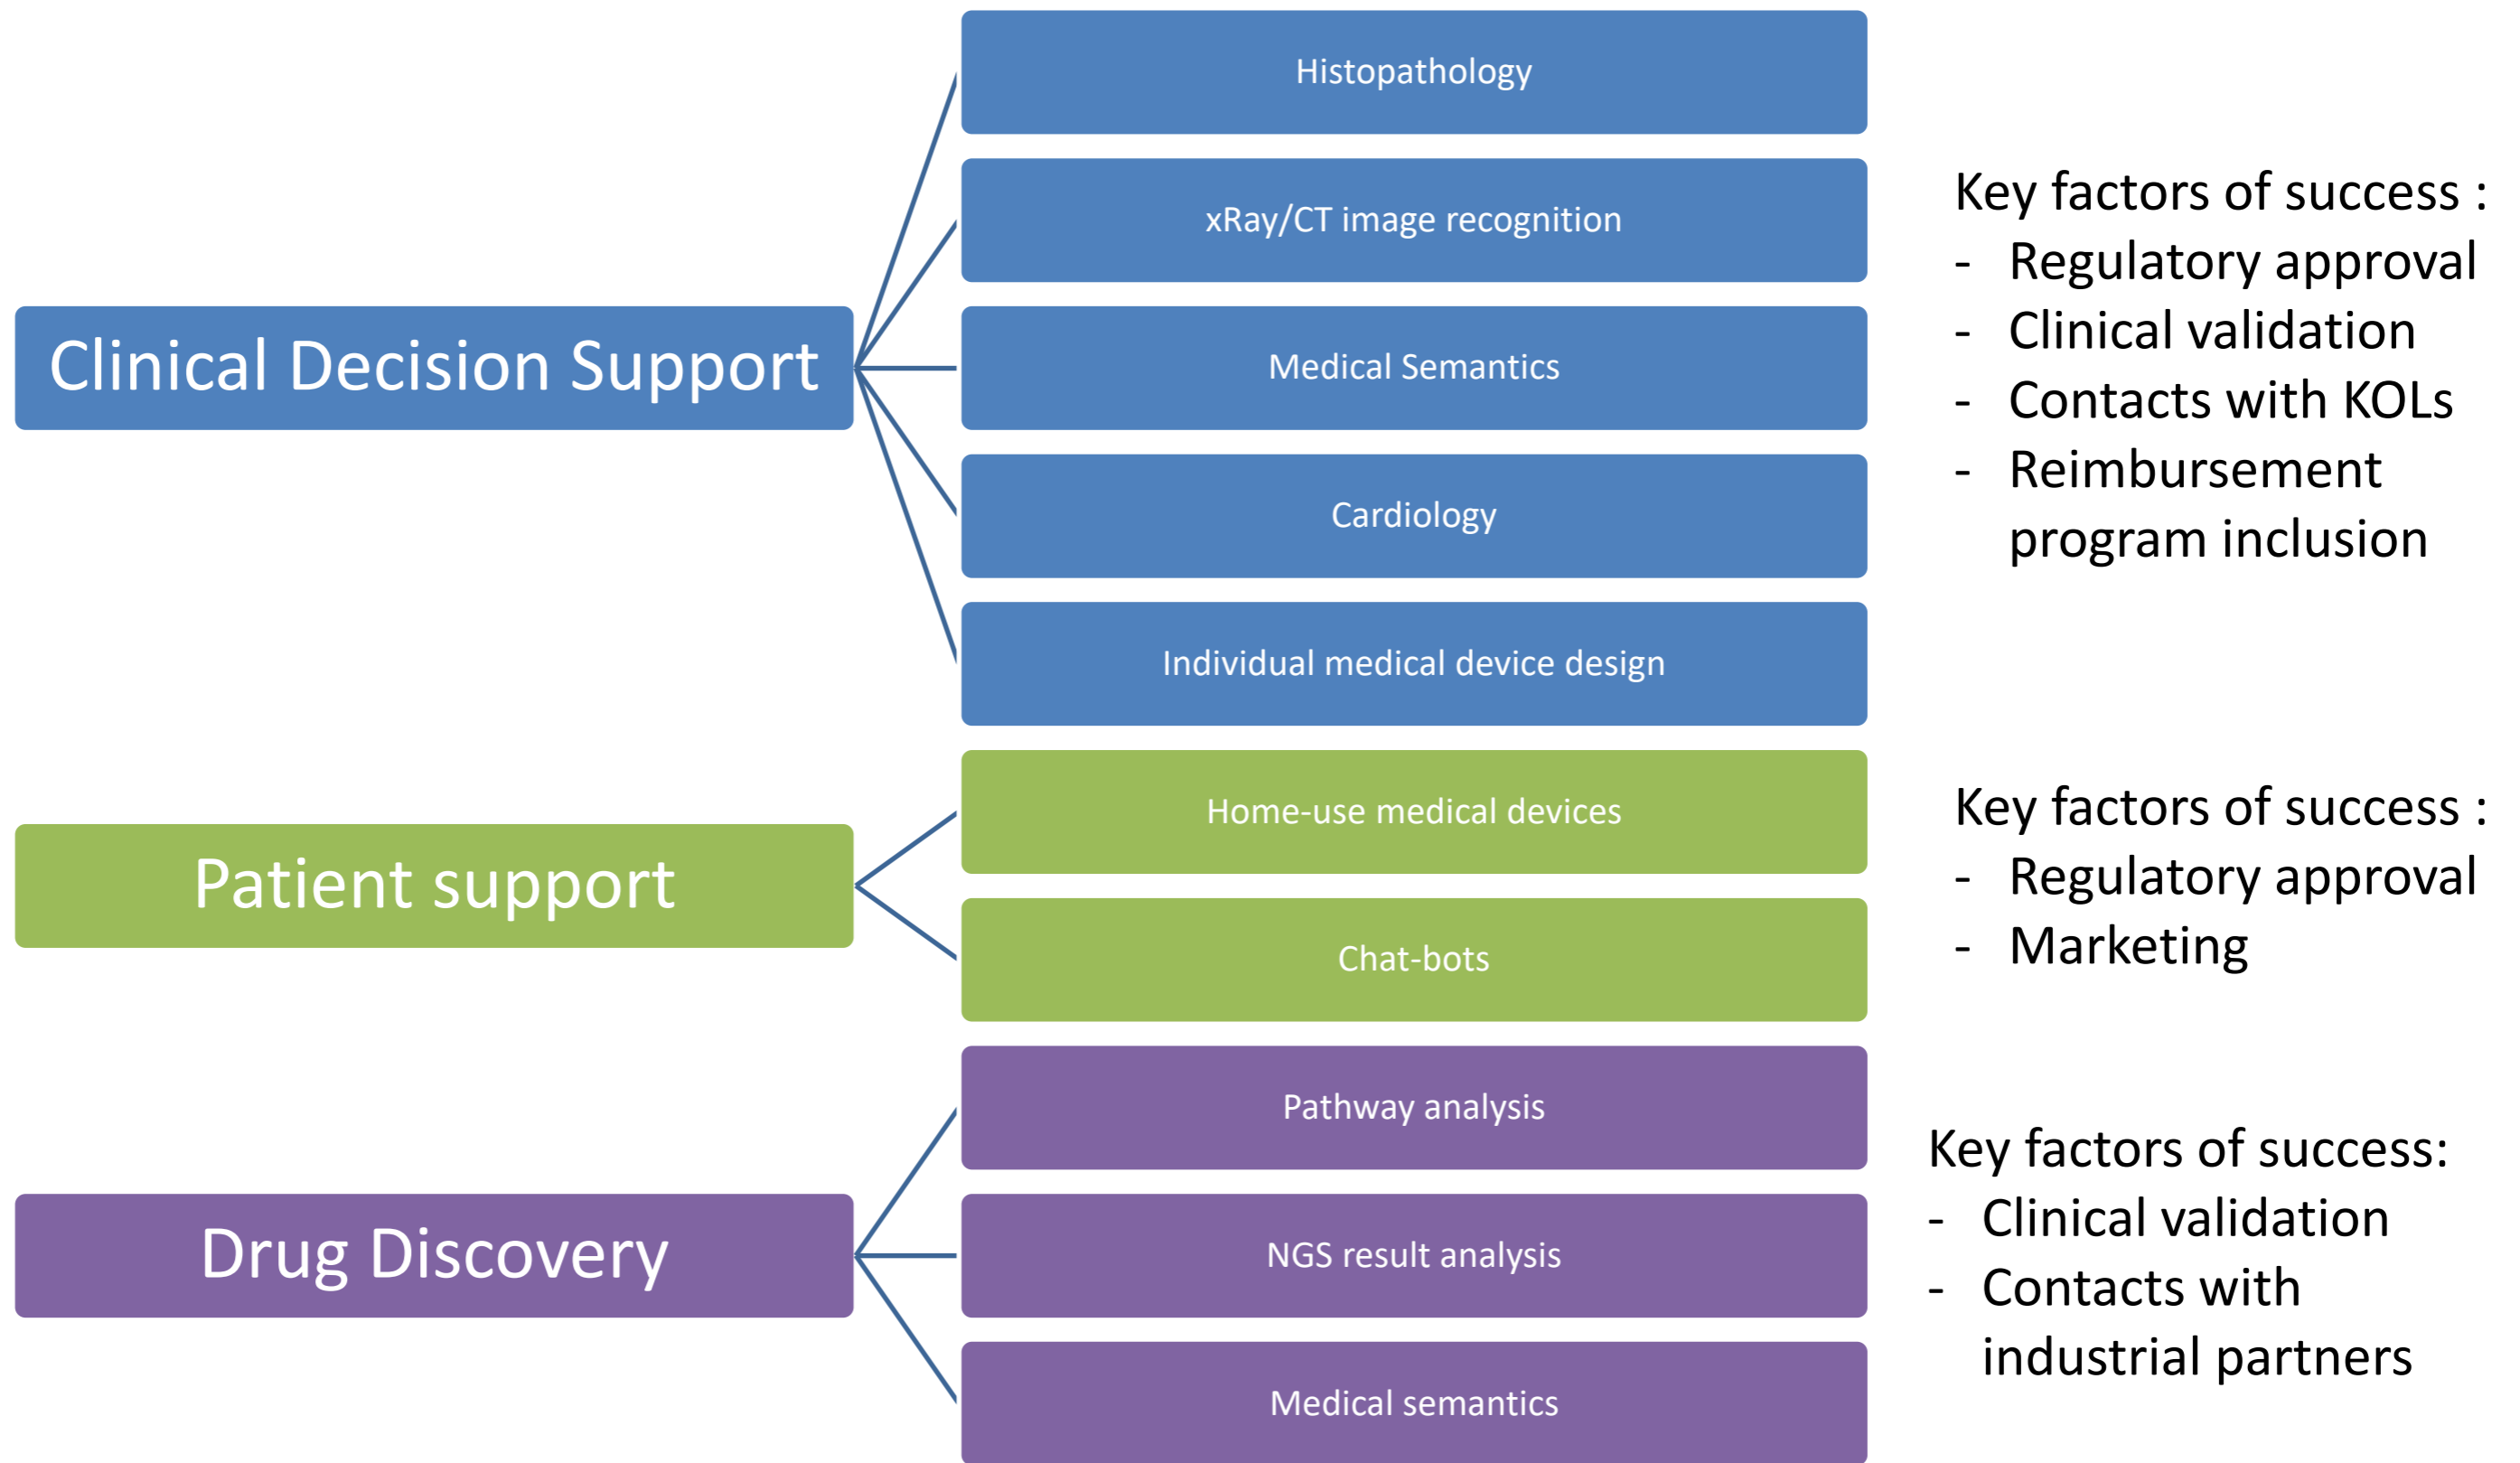 Clinical Decision Support
Histopathology
xRay/CT image recognition
Medical Semantics
Cardiology
Individual medical device design
Key factors of success :
- Regulatory approval
- Clinical validation
- Contacts with KOLs
- Reimbursement
program inclusion
Patient support
Home-use medical devices
Chat-bots
Key factors of success :
- Regulatory approval
- Marketing
Drug Discovery
Pathway analysis
NGS result analysis
Medical semantics
Key factors of success:
- Clinical validation
- Contacts with
industrial partners